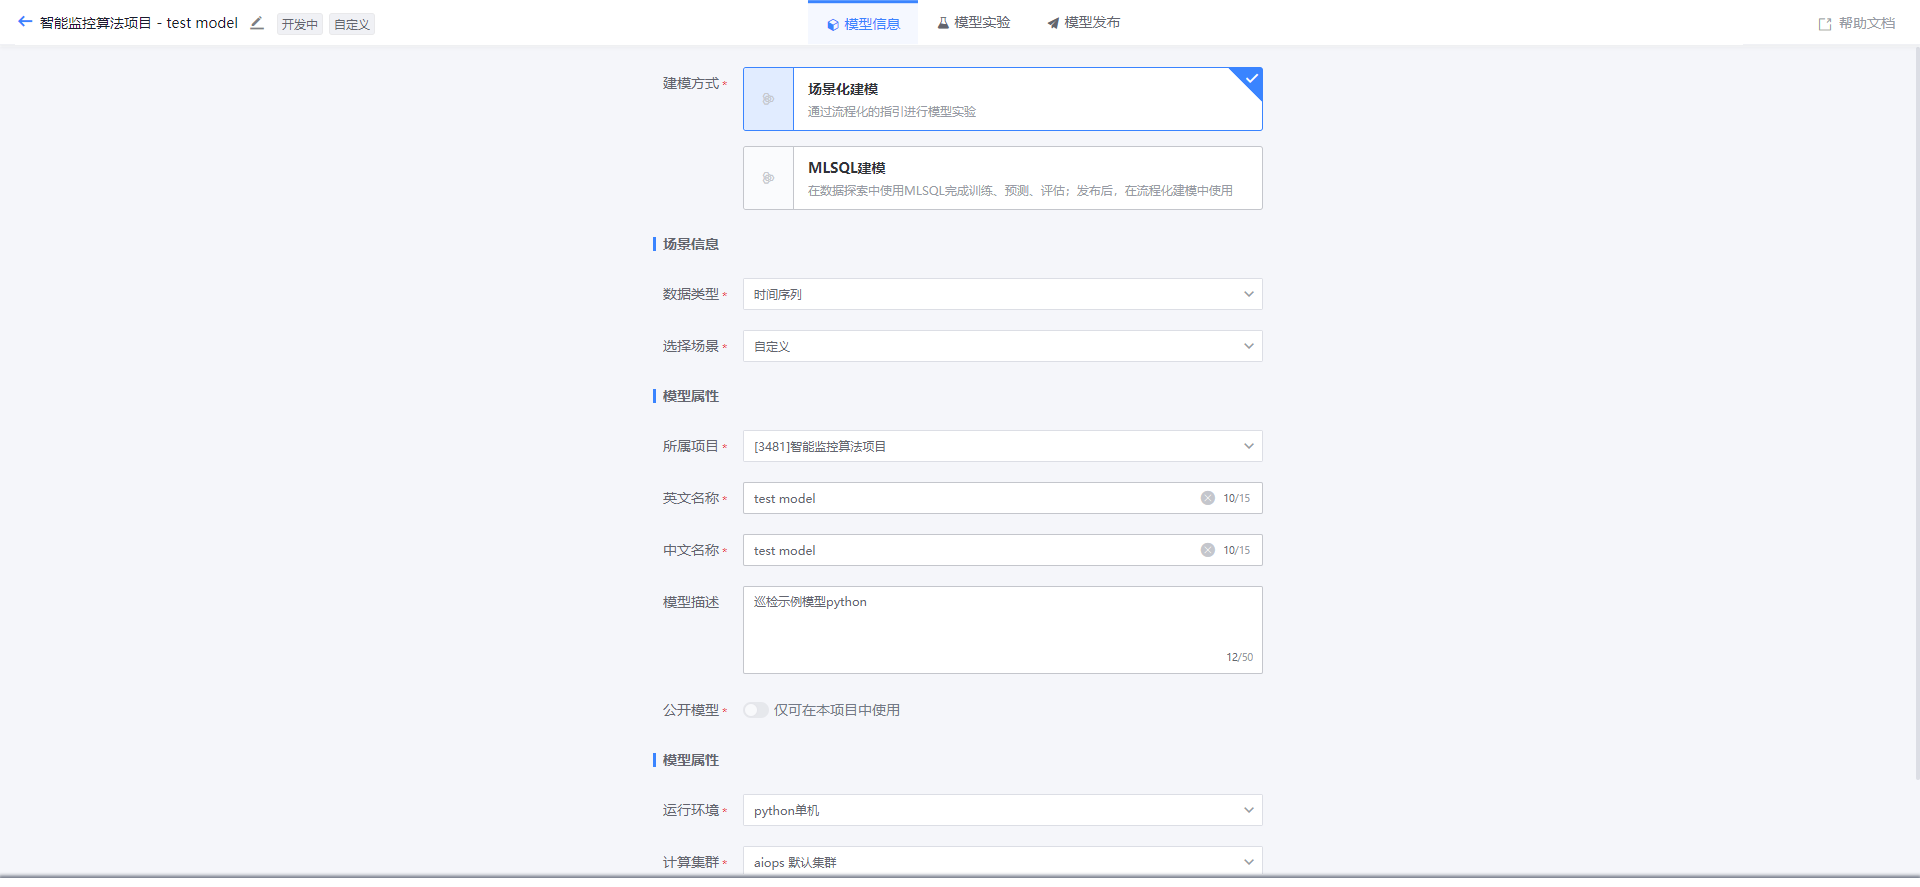 智能监控算法项目 - test model 开发中 自定义 模型信息 模型实验 模型发布 帮助文档
建模方式*
场景化建模
通过流程化的指引进行模型实验
MLSQL建模
在数据探索中使用MLSQL完成训练、预测、评估；发布后，在流程化建模中使用
场景信息
数据类型* 时间序列
选择场景* 自定义
模型属性
所属项目* [3481]智能监控算法项目
英文名称* test model 10/15
中文名称* test model 10/15
模型描述 巡检示例模型python
12/50
公开模型* 仅可在本项目中使用
模型属性
运行环境* python单机
计算集群* aiops 默认集群